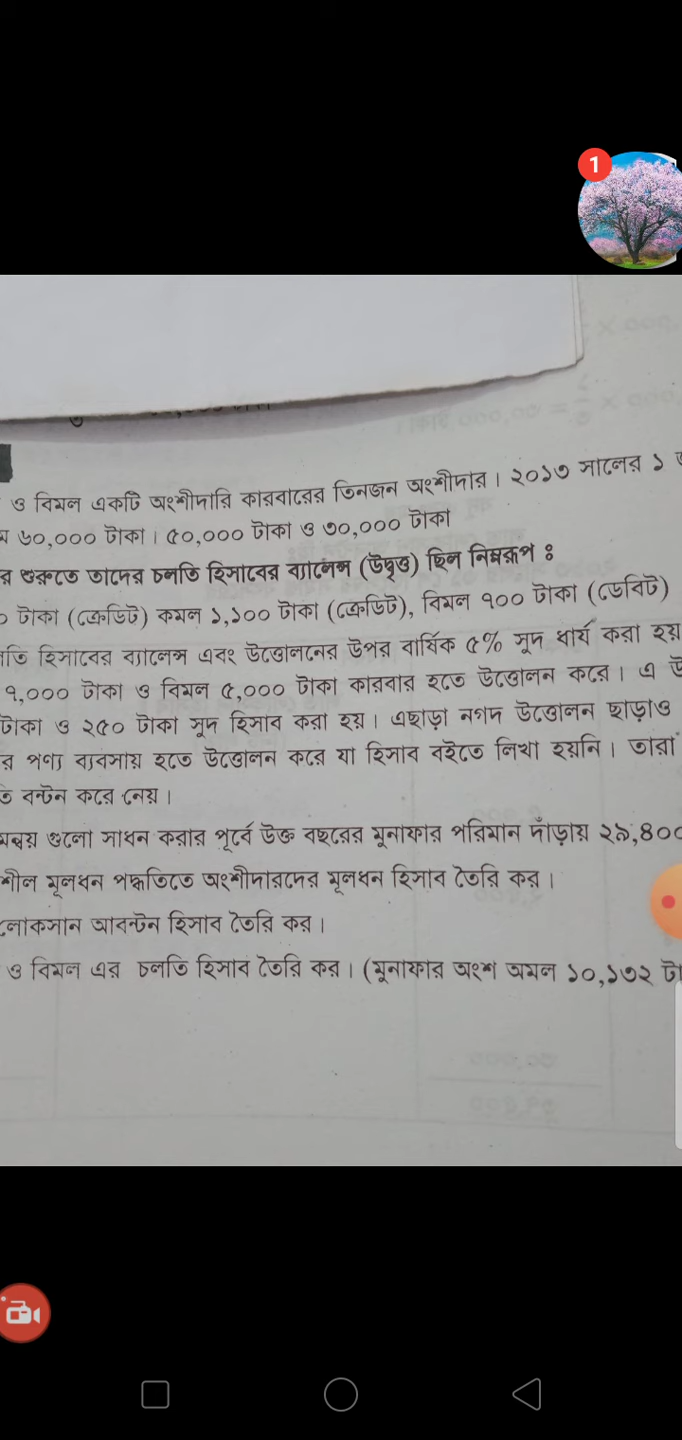 1
ও বিমল একটি অংশীদারি কারবারের তিনজন অংশীদার। ২০১৩ সালের ১
৬০,০০০ টাকা। ৫০,০০০ টাকা ও ৩০,০০০ টাকা
র শুরুতে তাদের চলতি হিসাবের ব্যালেন্স (উদ্বৃত্ত) ছিল নিম্নরূপ ঃ
টাকা (ক্রেডিট) কমল ১,১০০ টাকা (ক্রেডিট), বিমল ৭০০ টাকা (ডেবিট)
তি হিসাবের ব্যালেন্স এবং উত্তোলনের উপর বার্ষিক ৫% সুদ ধার্য করা হয়
৭,০০০ টাকা ও বিমল ৫,০০০ টাকা কারবার হতে উত্তোলন করে। এ উ
টাকা ও ২৫০ টাকা সুদ হিসাব করা হয়। এছাড়া নগদ উত্তোলন ছাড়াও
র পণ্য ব্যবসায় হতে উত্তোলন করে যা হিসাব বইতে লিখা হয়নি। তারা
তে বন্টন করে নেয়।
মন্বয় গুলো সাধন করার পূর্বে উক্ত বছরের মুনাফার পরিমান দাঁড়ায় ২৯,৪০০
শীল মূলধন পদ্ধতিতে অংশীদারদের মূলধন হিসাব তৈরি কর।
লোকসান আবন্টন হিসাব তৈরি কর।
ও বিমল এর চলতি হিসাব তৈরি কর। (মুনাফার অংশ অমল ১০,১৭২ টা